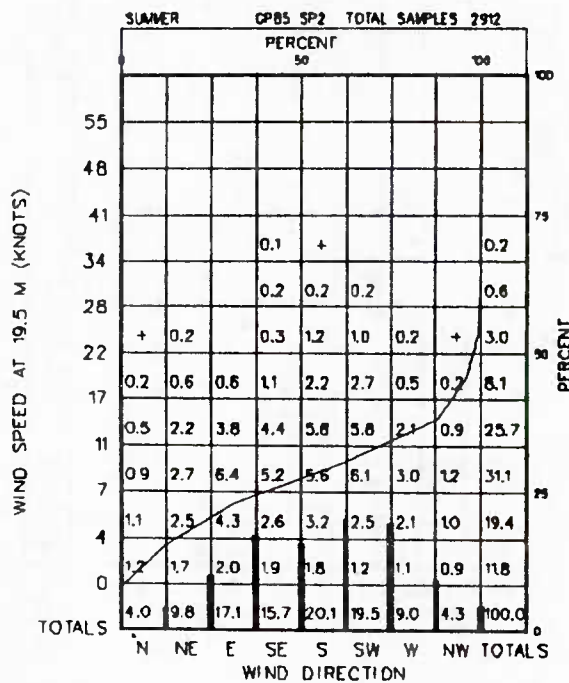 SUMMER GP85 SP2 TOTAL SAMPLES 2912
PERCENT
50 100
100
55
48
41 75
0.1 + 0.2
34
0.2 0.2 0.2 0.6
28
+ 0.2 0.3 1.2 1.0 0.2 + 3.0
22 50
0.2 0.6 0.6 1.1 2.2 2.7 0.5 0.2 8.1
17
0.5 2.2 3.8 4.4 5.8 5.8 2.1 0.9 25.7
11
0.9 2.7 6.4 5.2 5.6 6.1 3.0 1.2 31.1
7 25
1.1 2.5 4.3 2.6 3.2 2.5 2.1 1.0 19.4
4
1.2 1.7 2.0 1.9 1.8 1.2 1.1 0.9 11.8
0
4.0 9.8 17.1 15.7 20.1 19.5 9.0 4.3 100.0
TOTALS 0
N NE E SE S SW W NW TOTALS
WIND DIRECTION
WIND SPEED AT 19.5 M (KNOTS)
PERCENT